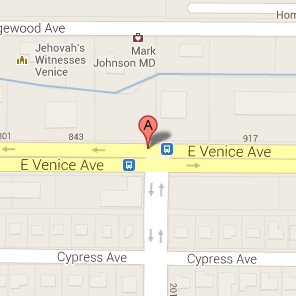 Hom
gewood Ave
Jehovah's
Witnesses
Venice
Mark
Johnson MD
A
801
843
917
E Venice Ave
E Venice Ave
Cypress Ave
Cypress Ave
201